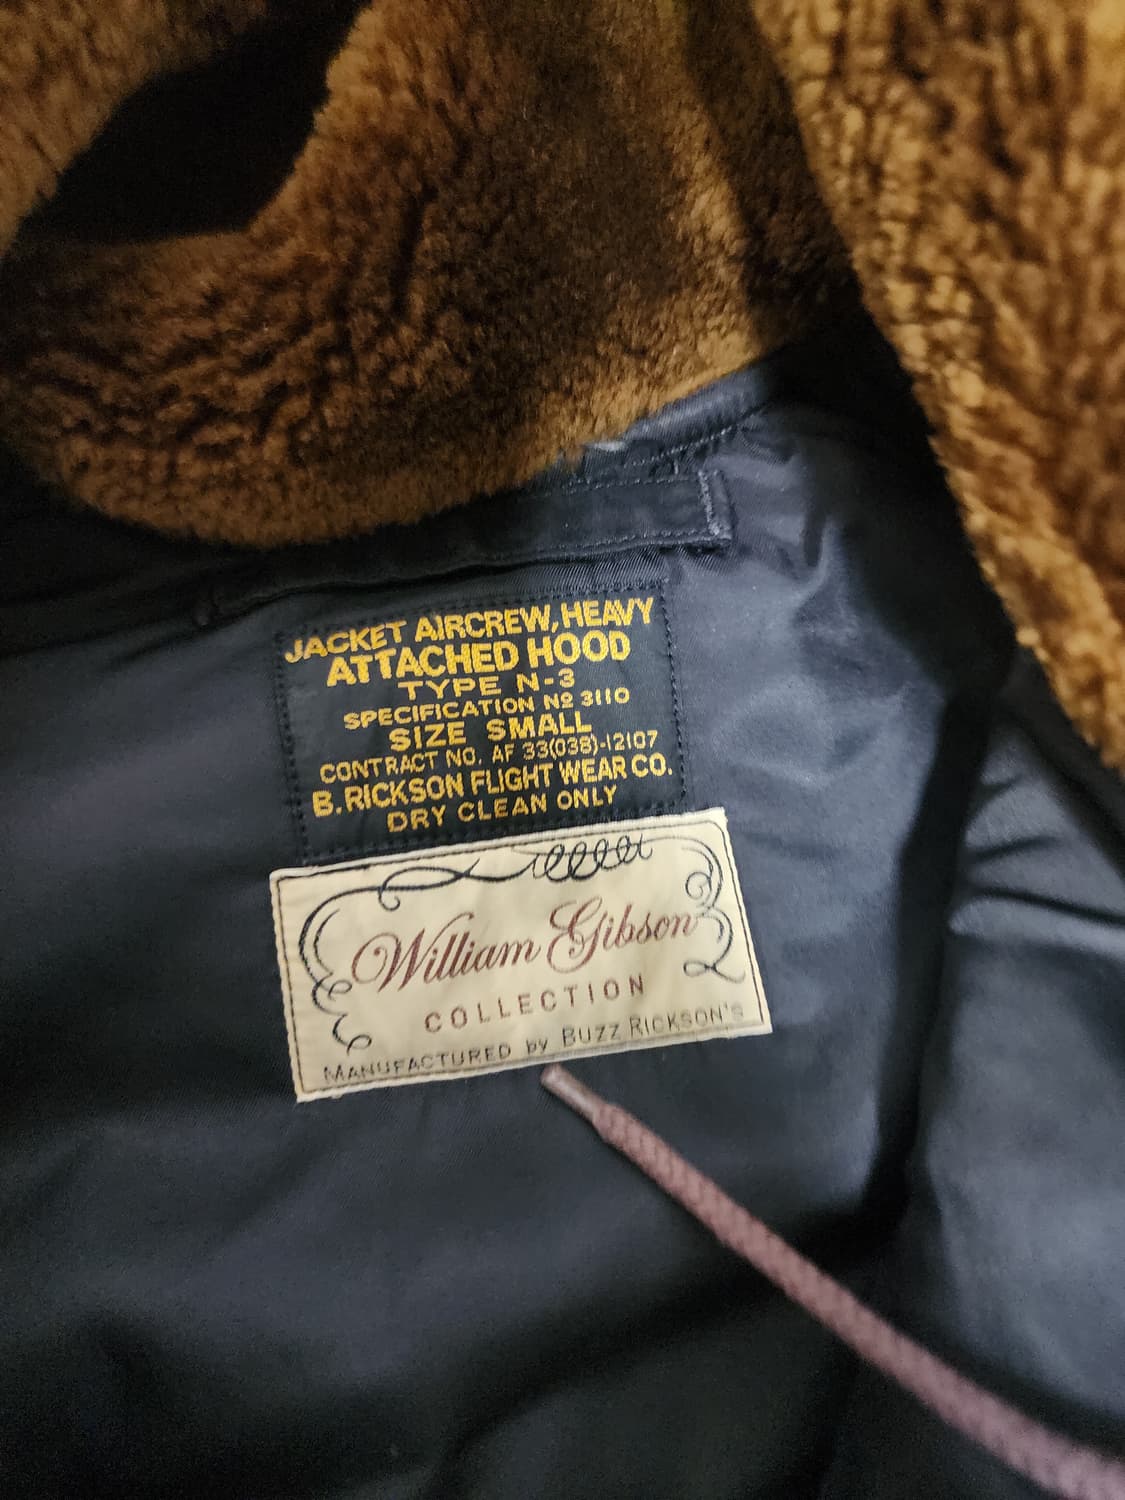 JACKET AIRCREW, HEAVY
ATTACHED HOOD
TYPE N-3
SPECIFICATION Nº 3110
SIZE SMALL
CONTRACT NO. AF 33(038)-12107
B. RICKSON FLIGHT WEAR CO.
DRY CLEAN ONLY
William Gibson
COLLECTION
MANUFACTURED by BUZZ RICKSON'S